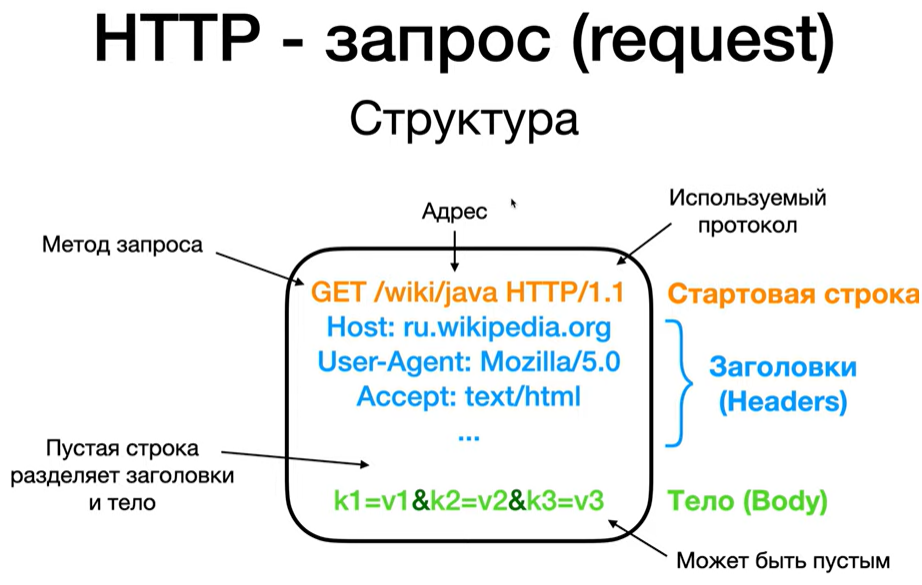 HTTP - запрос (request)
Структура
Адрес
Используемый
протокол
Метод запроса
GET /wiki/java HTTP/1.1
Стартовая строка
Host: ru.wikipedia.org
User-Agent: Mozilla/5.0
Accept: text/html
...
Заголовки
(Headers)
Пустая строка
разделяет заголовки
и тело
k1=v1&k2=v2&k3=v3
Тело (Body)
Может быть пустым